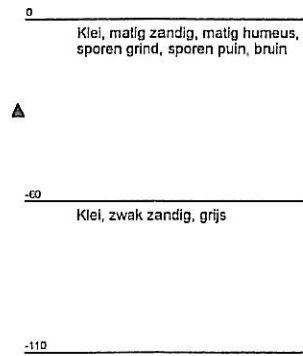 0
Klei, matig zandig, matig humeus,
sporen grind, sporen puin, bruin
-60
Klei, zwak zandig, grijs
-110